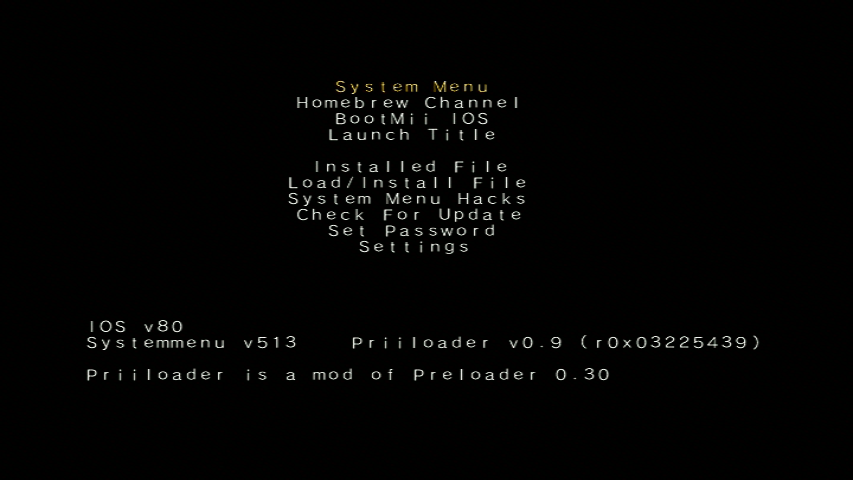 System Menu
Homebrew Channel
BootMii IOS
Launch Title
Installed File
Load/Install File
System Menu Hacks
Check For Update
Set Password
Settings
IOS v80
Systemmenu v513 Priiloader v0.9 (r0x03225439)
Priiloader is a mod of Preloader 0.30